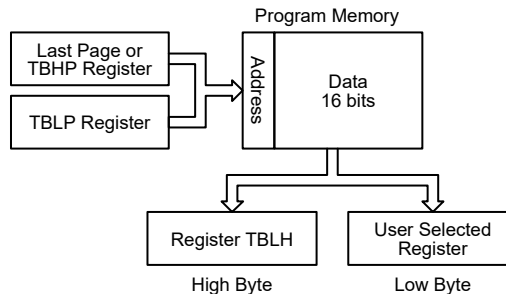 Program Memory
Last Page or
TBHP Register
TBLP Register
Address
Data
16 bits
Register TBLH
User Selected
Register
High Byte
Low Byte